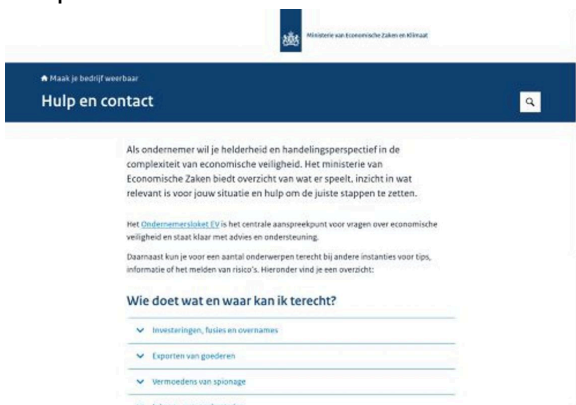 Ministerie van Economische Zaken en Klimaat
Maak je bedrijf weerbaar
Hulp en contact
Als ondernemer wil je helderheid en handelingsperspectief in de
complexiteit van economische veiligheid. Het ministerie van
Economische Zaken biedt overzicht van wat er speelt, inzicht in wat
relevant is voor jouw situatie en hulp om de juiste stappen te zetten.
Het Ondernemersloket EV is het centrale aanspreekpunt voor vragen over economische
veiligheid en staat klaar met advies en ondersteuning.
Daarnaast kun je voor een aantal onderwerpen terecht bij andere instanties voor tips,
informatie of het melden van risico's. Hieronder vind je een overzicht:
Wie doet wat en waar kan ik terecht?
Investeringen, fusies en overnames
Exporten van goederen
Vermoedens van spionage